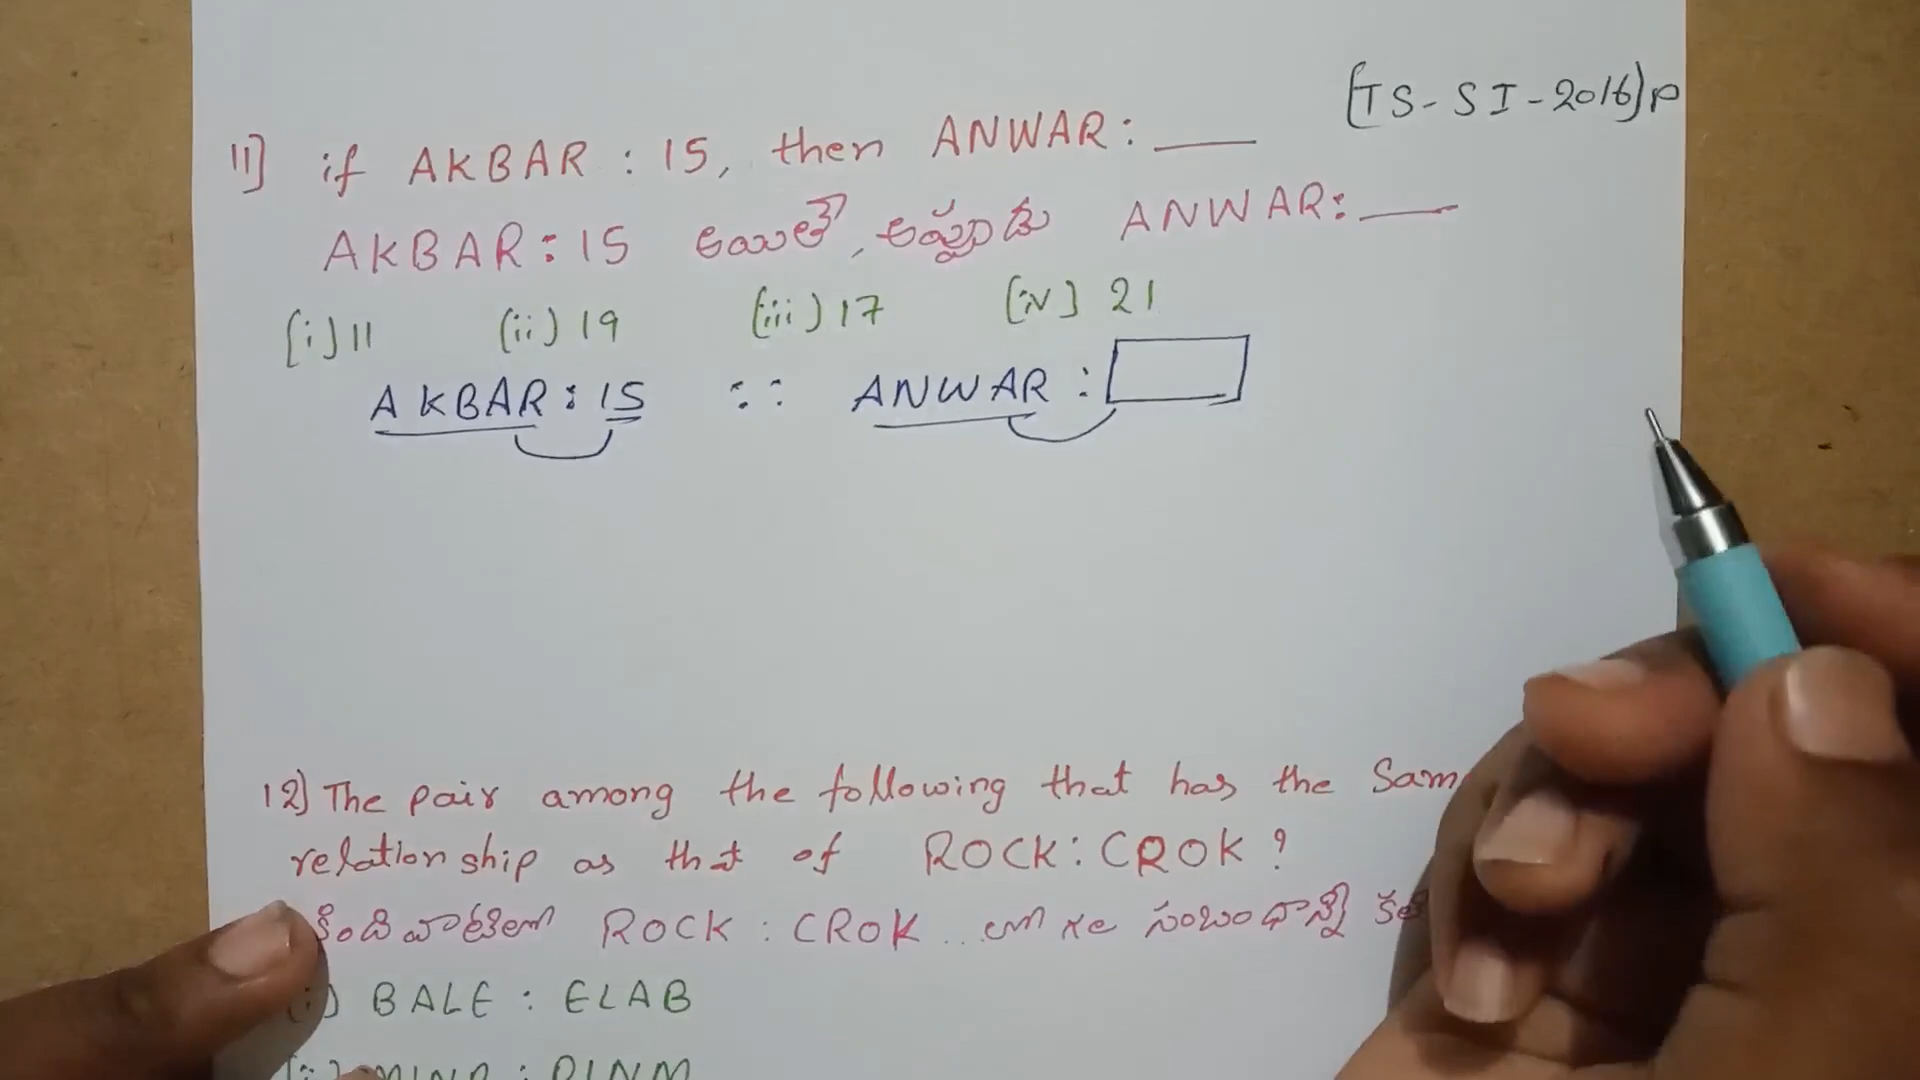 [TS-SI-2016]P
11] if AKBAR : 15, then ANWAR: ___
AKBAR: 15 అయితే, అప్పుడు ANWAR: ___
[i] 11 (ii) 19 (iii) 17 [iv] 21
AKBAR : 15 :: ANWAR :
12) The pair among the following that has the Sam
relationship as that of ROCK: CROK ?
క్రింది వాటిలో ROCK : CROK .. లో గల సంబంధాన్ని
(i) BALE : ELAB